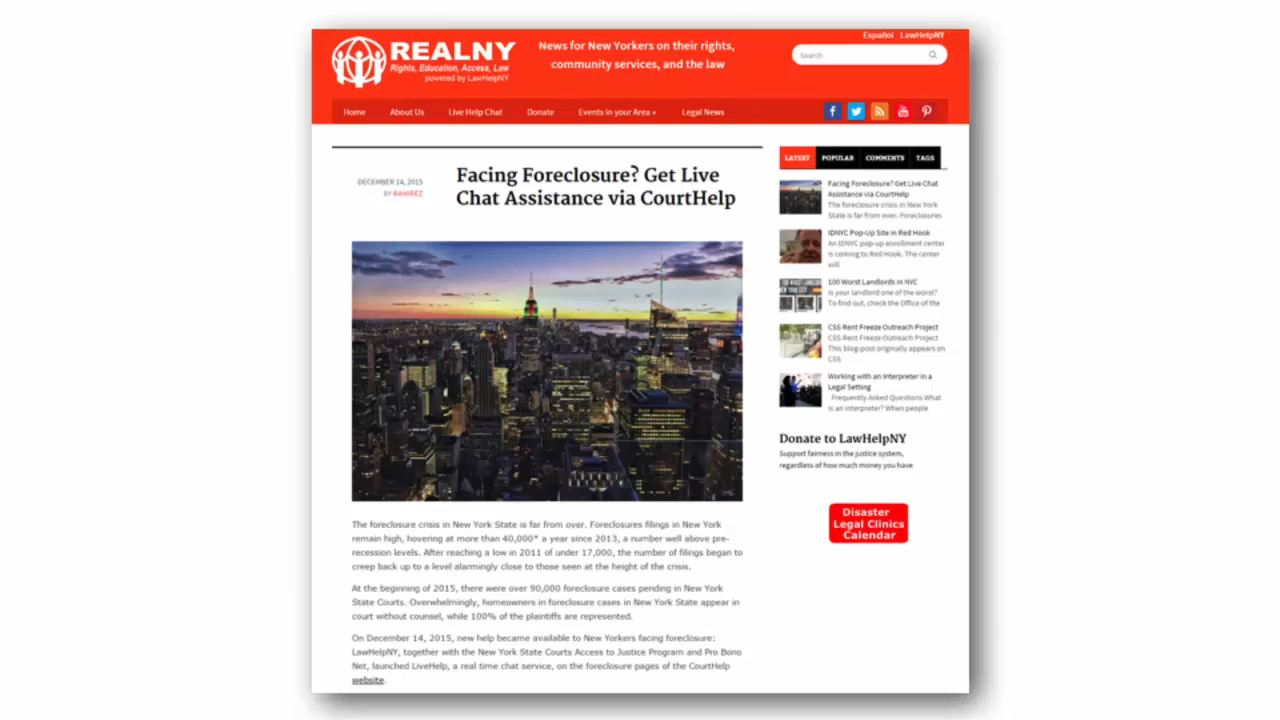 Español LawHelpNY
REALNY
Rights, Education, Access, Law
powered by LawHelpNY
News for New Yorkers on their rights,
community services, and the law
Search
Home About Us Live Help Chat Donate Events in your Area Legal News
DECEMBER 14, 2015
BY RAMIREZ
Facing Foreclosure? Get Live
Chat Assistance via CourtHelp
The foreclosure crisis in New York State is far from over. Foreclosures filings in New York
remain high, hovering at more than 40,000* a year since 2013, a number well above pre-
recession levels. After reaching a low in 2011 of under 17,000, the number of filings began to
creep back up to a level alarmingly close to those seen at the height of the crisis.
At the beginning of 2015, there were over 90,000 foreclosure cases pending in New York
State Courts. Overwhelmingly, homeowners in foreclosure cases in New York State appear in
court without counsel, while 100% of the plaintiffs are represented.
On December 14, 2015, new help became available to New Yorkers facing foreclosure:
LawHelpNY, together with the New York State Courts Access to Justice Program and Pro Bono
Net, launched LiveHelp, a real time chat service, on the foreclosure pages of the CourtHelp
website.
LATEST POPULAR COMMENTS TAGS
Facing Foreclosure? Get Live Chat
Assistance via CourtHelp
The foreclosure crisis in New York
State is far from over. Foreclosures
IDNYC Pop-Up Site in Red Hook
An IDNYC pop-up enrollment center
is coming to Red Hook. The center
will
100 Worst Landlords in NYC
Is your landlord one of the worst?
To find out, check the Office of the
CSS Rent Freeze Outreach Project
CSS Rent Freeze Outreach Project
This blog post originally appears on
CSS
Working with an Interpreter in a
Legal Setting
Frequently Asked Questions What
is an interpreter? When people
Donate to LawHelpNY
Support fairness in the justice system,
regardless of how much money you have
Disaster
Legal Clinics
Calendar